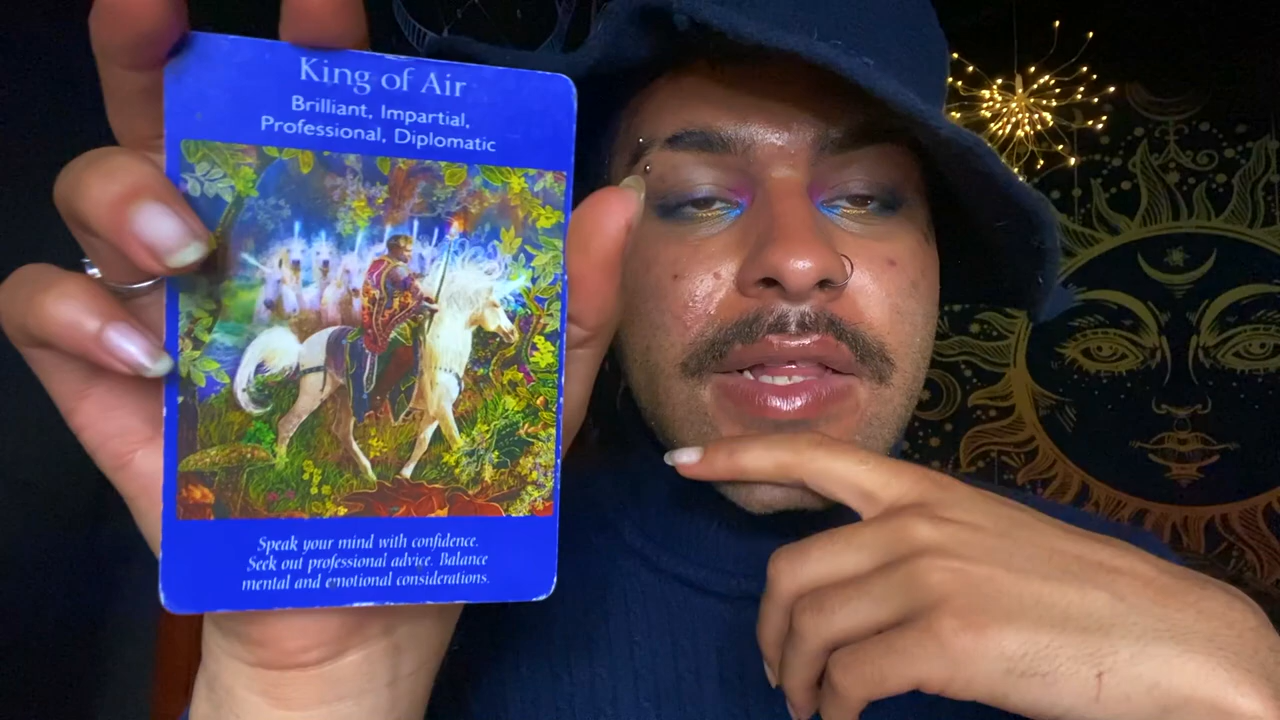 King of Air
Brilliant, Impartial,
Professional, Diplomatic
Speak your mind with confidence.
Seek out professional advice. Balance
mental and emotional considerations.